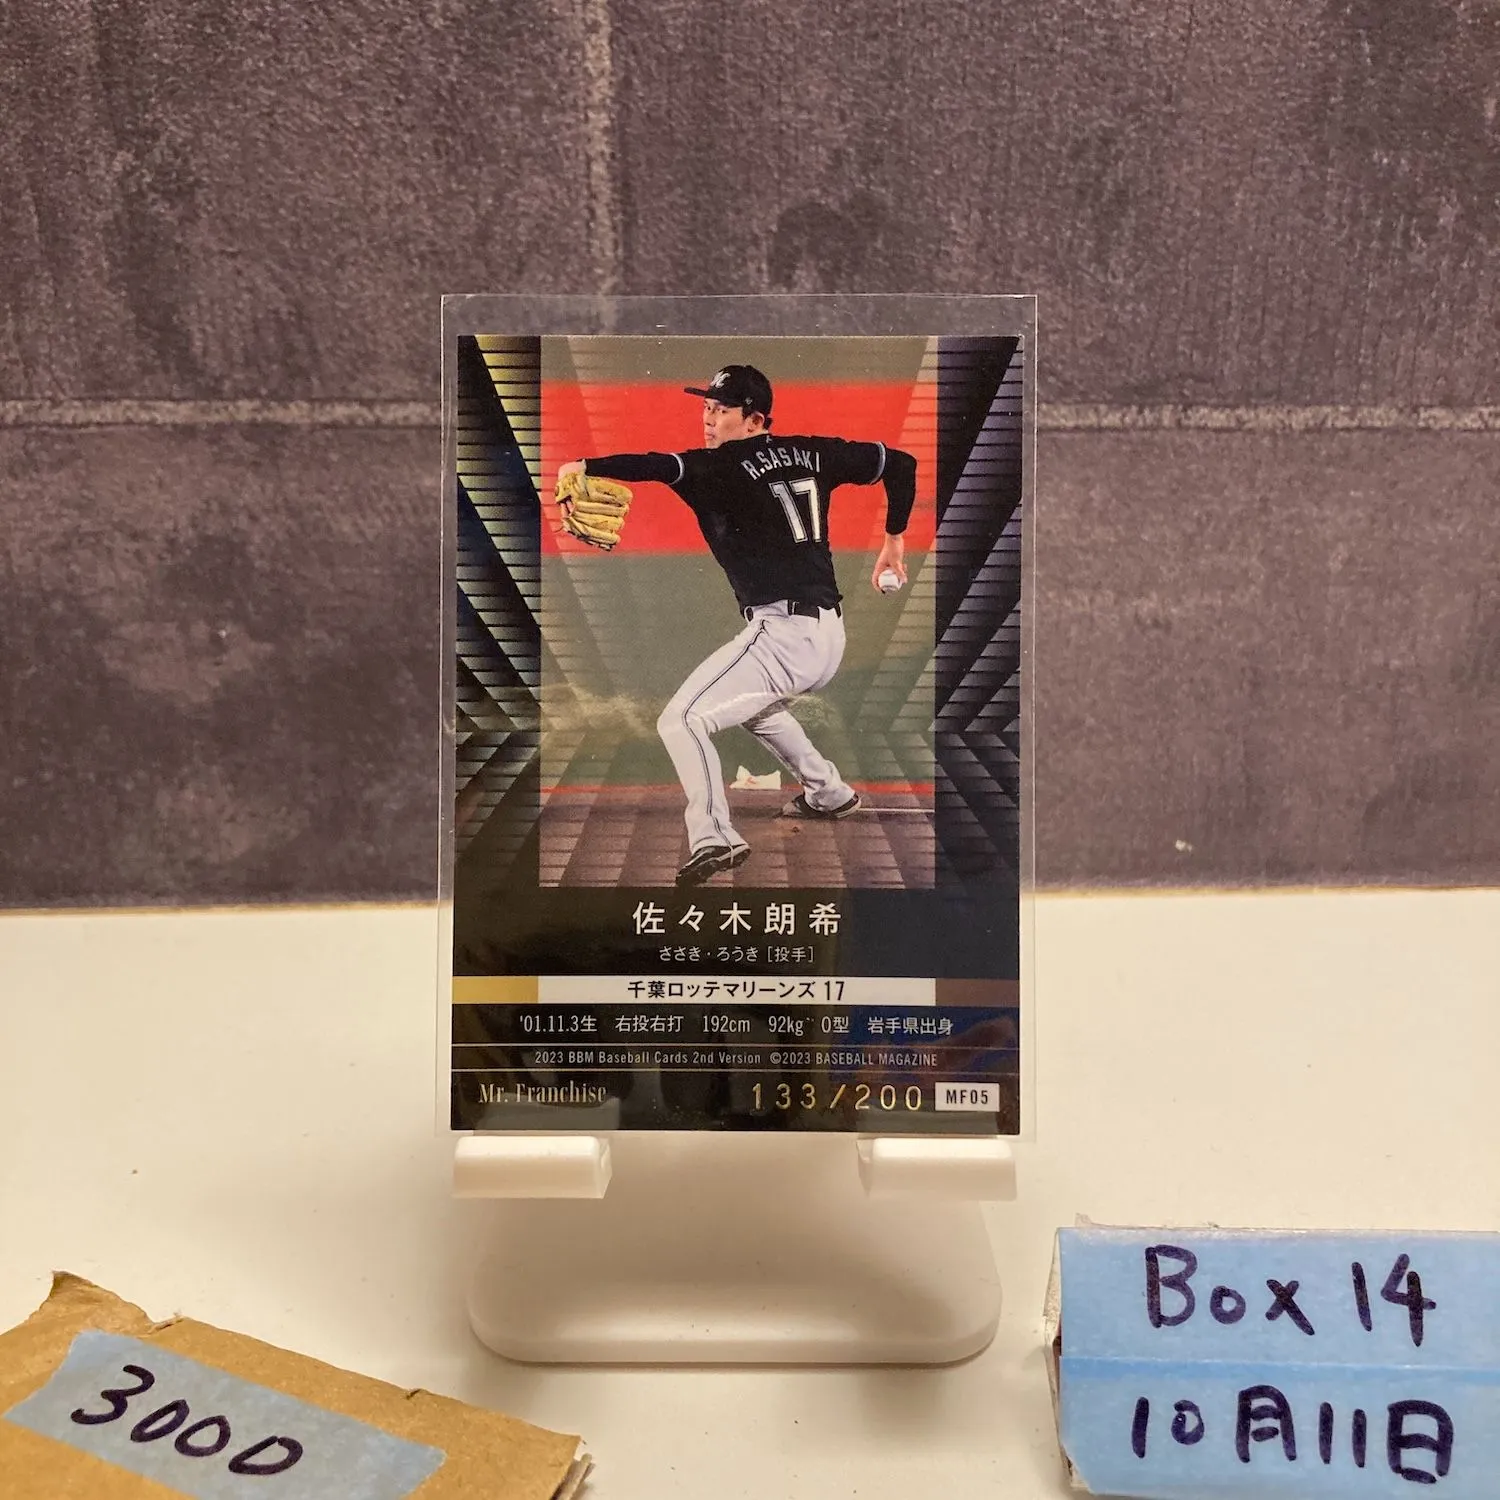 M
R.SASAKI
17
佐々木朗希
ささき・ろうき [投手]
千葉ロッテマリーンズ 17
'01.11.3生 右投右打 192cm 92kg O型 岩手県出身
2023 BBM Baseball Cards 2nd Version ©2023 BASEBALL MAGAZINE
Mr. Franchise 133/200 MF05
3000
Box 14
10月11日